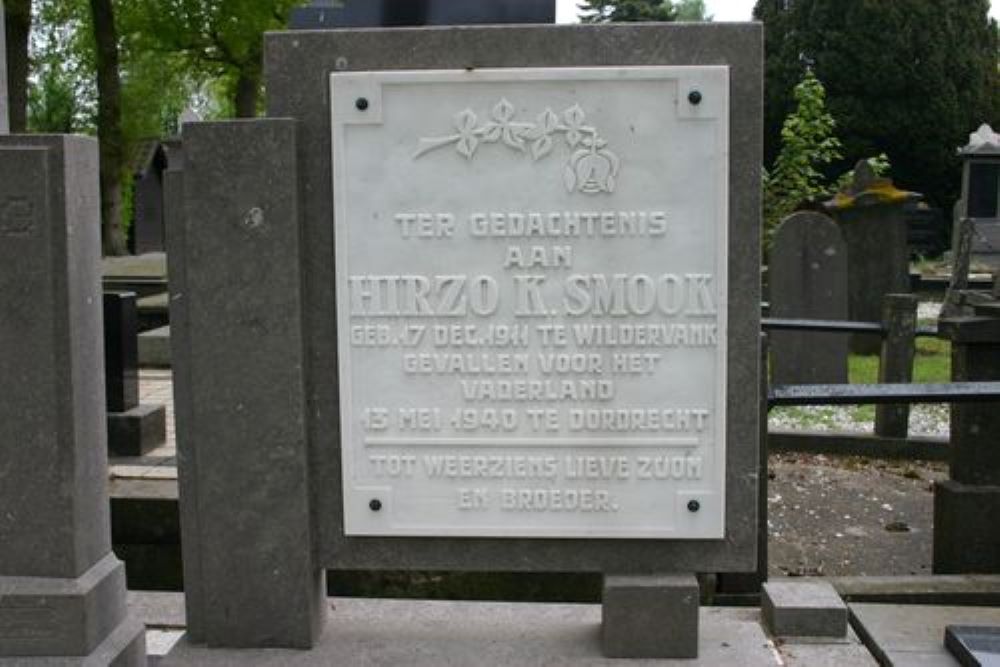 TER GEDACHTENIS
AAN
HIRZO K. SMOOK
GEB. 17 DEC. 1911 TE WILDERVANK
GEVALLEN VOOR HET
VADERLAND
13 MEI 1940 TE DORDRECHT
TOT WEERZIENS LIEVE ZOON
EN BROEDER.